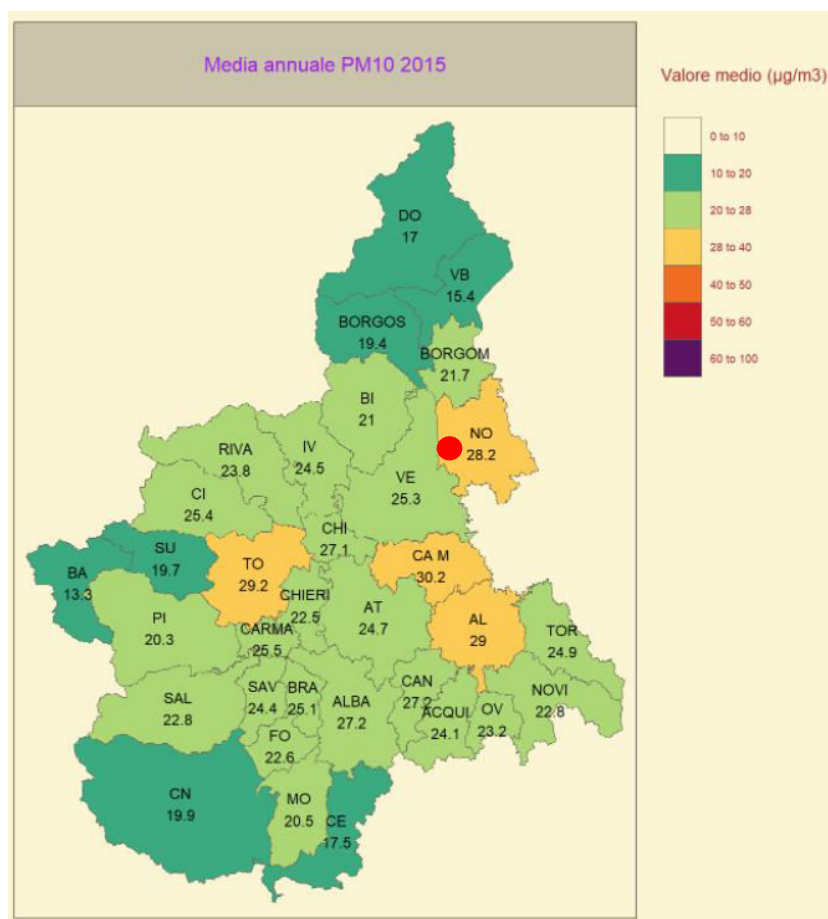 Media annuale PM10 2015
Valore medio (µg/m3)
0 to 10
10 to 20
20 to 28
28 to 40
40 to 50
50 to 60
60 to 100
DO
17
VB
15.4
BORGOS
19.4
BORGOM
21.7
BI
21
NO
28.2
RIVA
23.8
IV
24.5
VE
25.3
CI
25.4
CHI
27.1
SU
19.7
TO
29.2
CA M
30.2
BA
13.3
CHIERI
22.5
AT
24.7
AL
29
PI
20.3
CARMA
25.5
TOR
24.9
SAL
22.8
SAV
24.4
BRA
25.1
ALBA
27.2
CAN
27.2
ACQUI
24.1
OV
23.2
NOVI
22.8
FO
22.6
CN
19.9
MO
20.5
CE
17.5